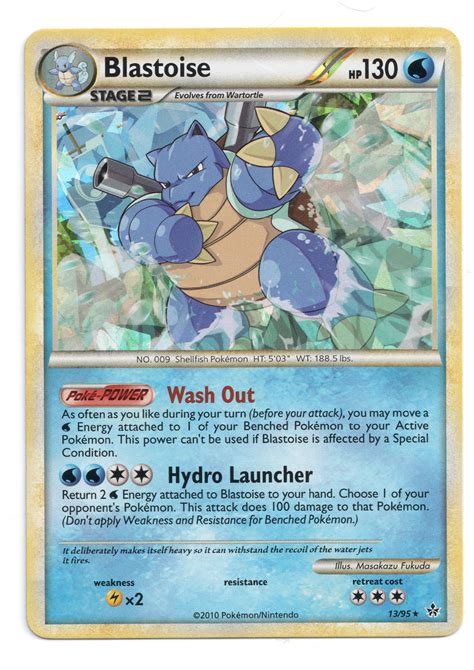 Blastoise HP 130
STAGE 2 Evolves from Wartortle
NO. 009 Shellfish Pokémon HT: 5'03" WT: 188.5 lbs.
Poké-POWER Wash Out
As often as you like during your turn (before your attack), you may move a
Energy attached to 1 of your Benched Pokémon to your Active
Pokémon. This power can't be used if Blastoise is affected by a Special
Condition.
Hydro Launcher
Return 2 Energy attached to Blastoise to your hand. Choose 1 of your
opponent's Pokémon. This attack does 100 damage to that Pokémon.
(Don't apply Weakness and Resistance for Benched Pokémon.)
It deliberately makes itself heavy so it can withstand the recoil of the water jets
it fires.
Illus. Masakazu Fukuda
weakness resistance retreat cost
×2
©2010 Pokémon/Nintendo 13/95 ★